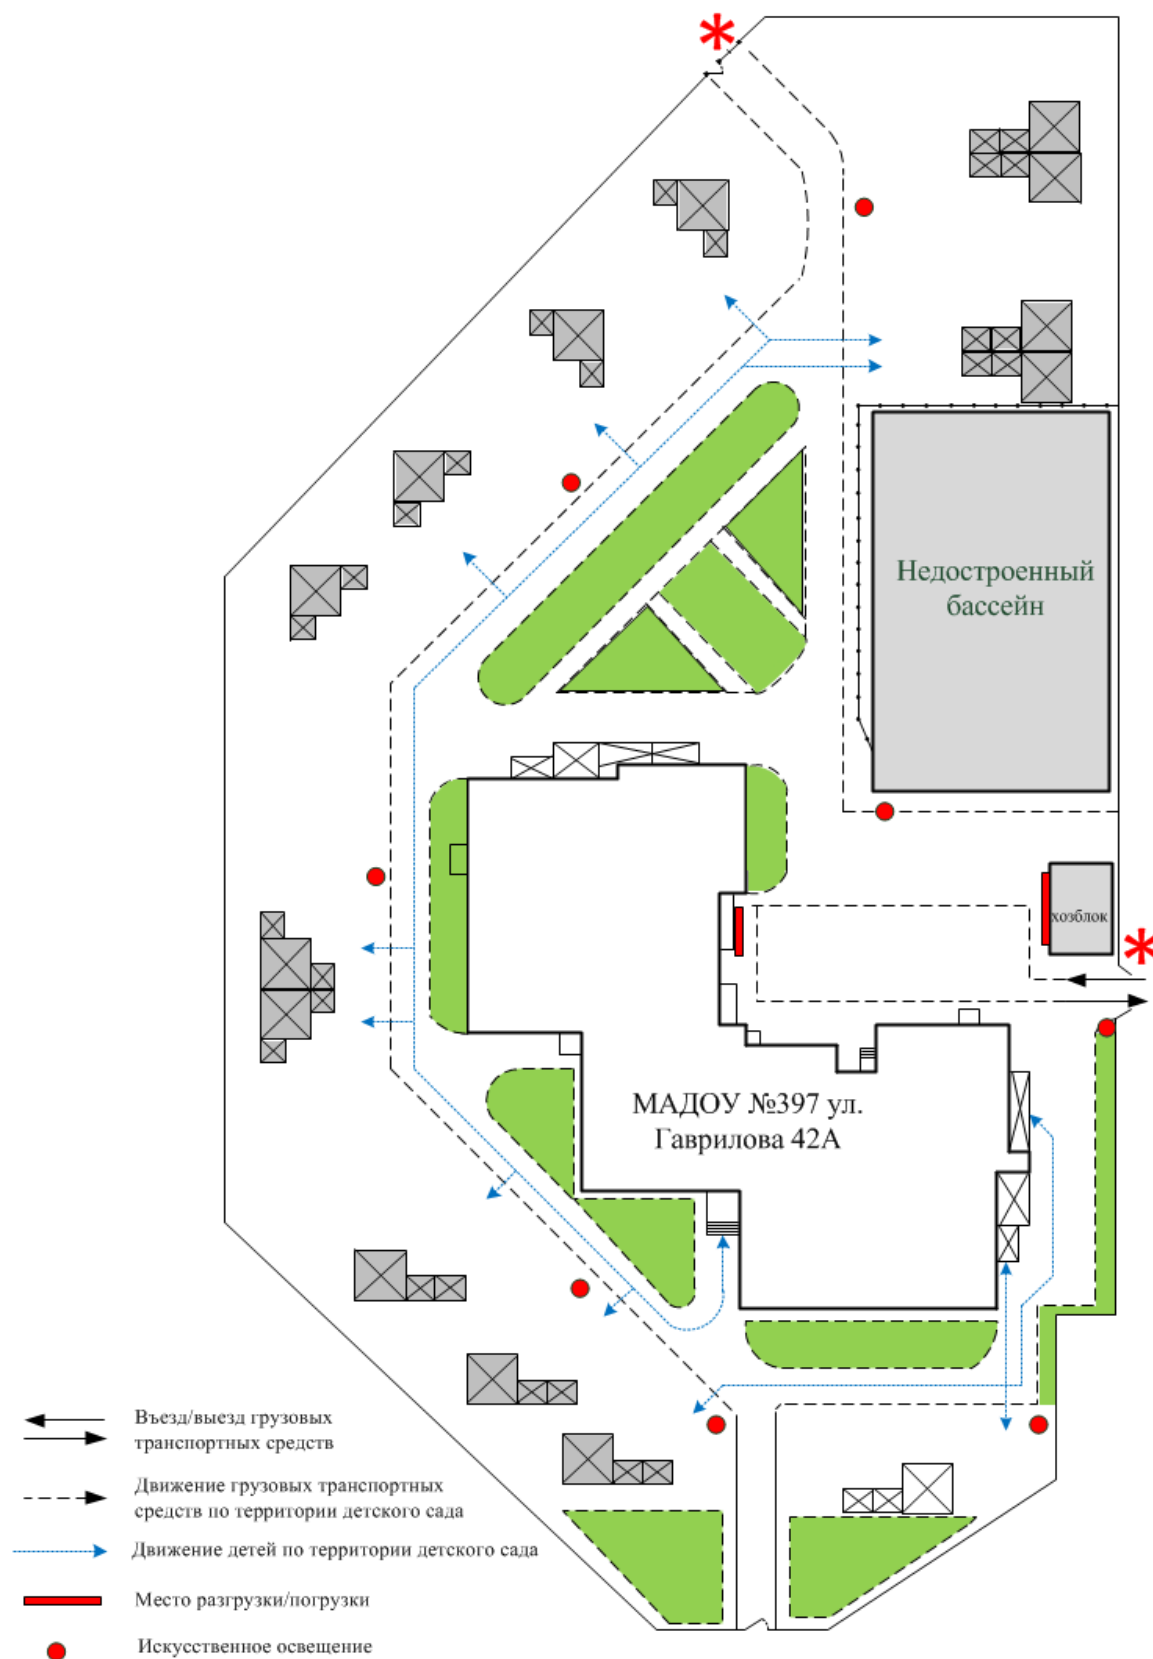 Недостроенный
бассейн
хозблок
МАДОУ №397 ул.
Гаврилова 42А
Въезд/выезд грузовых
транспортных средств
Движение грузовых транспортных
средств по территории детского сада
Движение детей по территории детского сада
Место разгрузки/погрузки
Искусственное освещение